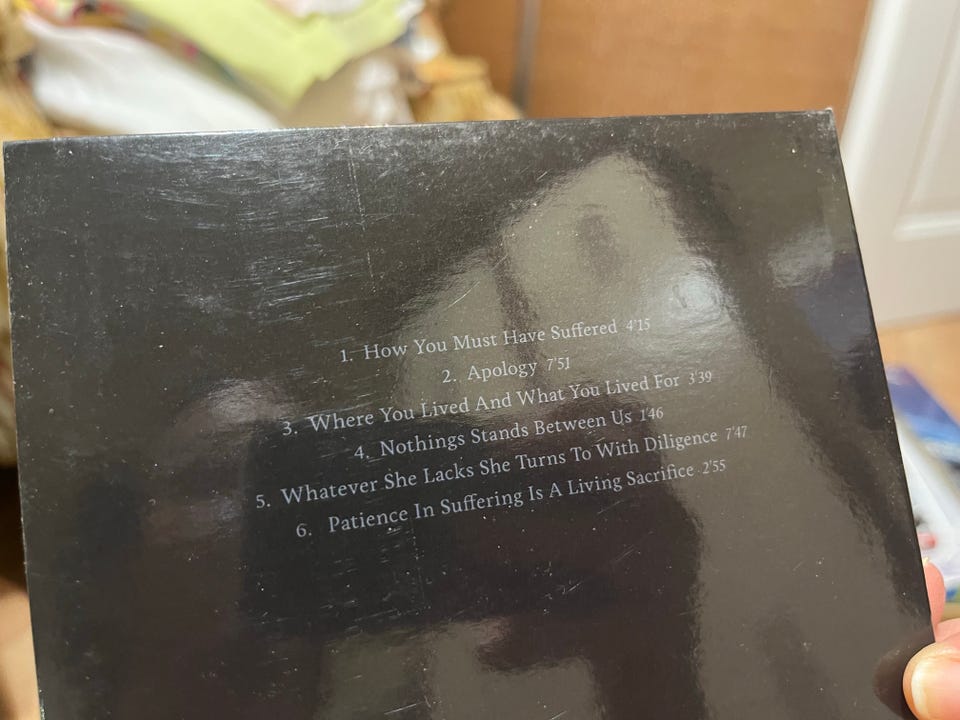 1. How You Must Have Suffered 4'15
2. Apology 7'51
3. Where You Lived And What You Lived For 3'39
4. Nothings Stands Between Us 1'46
5. Whatever She Lacks She Turns To With Diligence 7'47
6. Patience In Suffering Is A Living Sacrifice 2'55